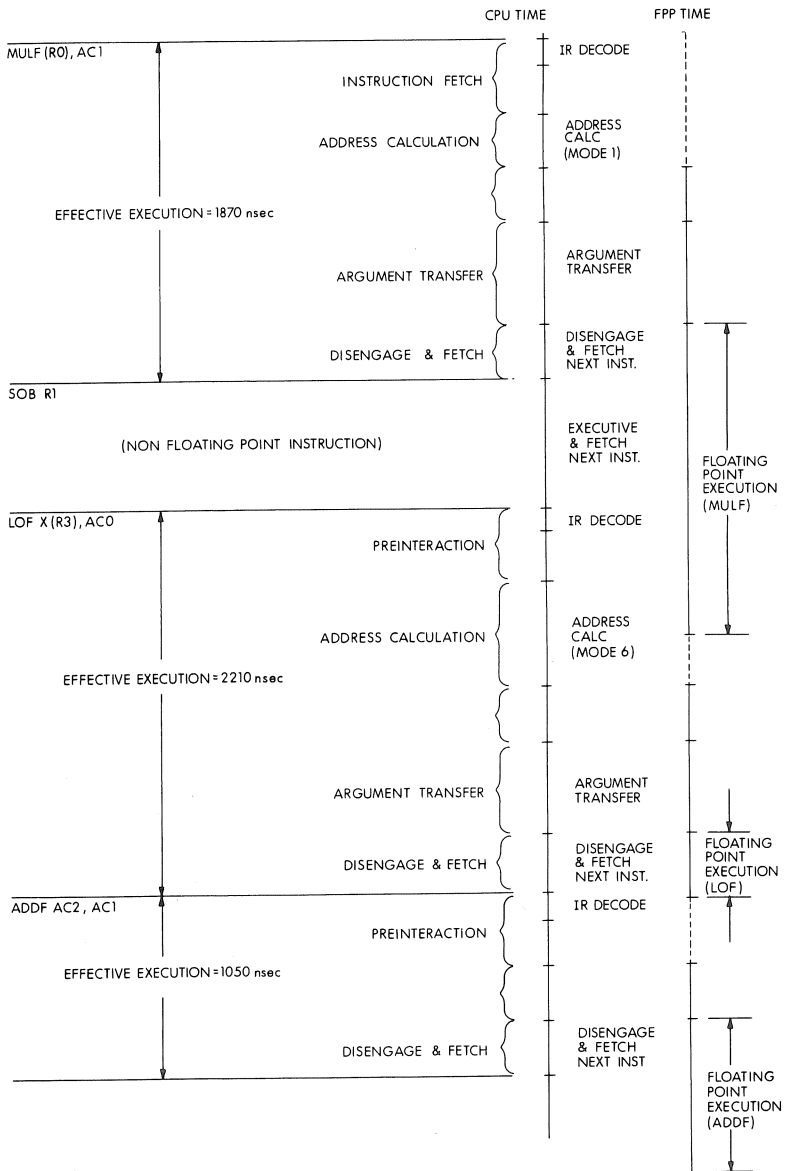 CPU TIME
FPP TIME
MULF (R0), AC1
IR DECODE
INSTRUCTION FETCH
ADDRESS CALCULATION
ADDRESS
CALC
(MODE 1)
EFFECTIVE EXECUTION = 1870 nsec
ARGUMENT TRANSFER
ARGUMENT
TRANSFER
DISENGAGE & FETCH
DISENGAGE
& FETCH
NEXT INST.
SOB R1
(NON FLOATING POINT INSTRUCTION)
EXECUTIVE
& FETCH
NEXT INST.
FLOATING
POINT
EXECUTION
(MULF)
LOF X (R3), AC0
IR DECODE
PREINTERACTION
ADDRESS CALCULATION
ADDRESS
CALC
(MODE 6)
EFFECTIVE EXECUTION = 2210 nsec
ARGUMENT TRANSFER
ARGUMENT
TRANSFER
DISENGAGE & FETCH
DISENGAGE
& FETCH
NEXT INST.
FLOATING
POINT
EXECUTION
(LOF)
ADDF AC2, AC1
IR DECODE
PREINTERACTION
EFFECTIVE EXECUTION = 1050 nsec
DISENGAGE & FETCH
DISENGAGE
& FETCH
NEXT INST
FLOATING
POINT
EXECUTION
(ADDF)